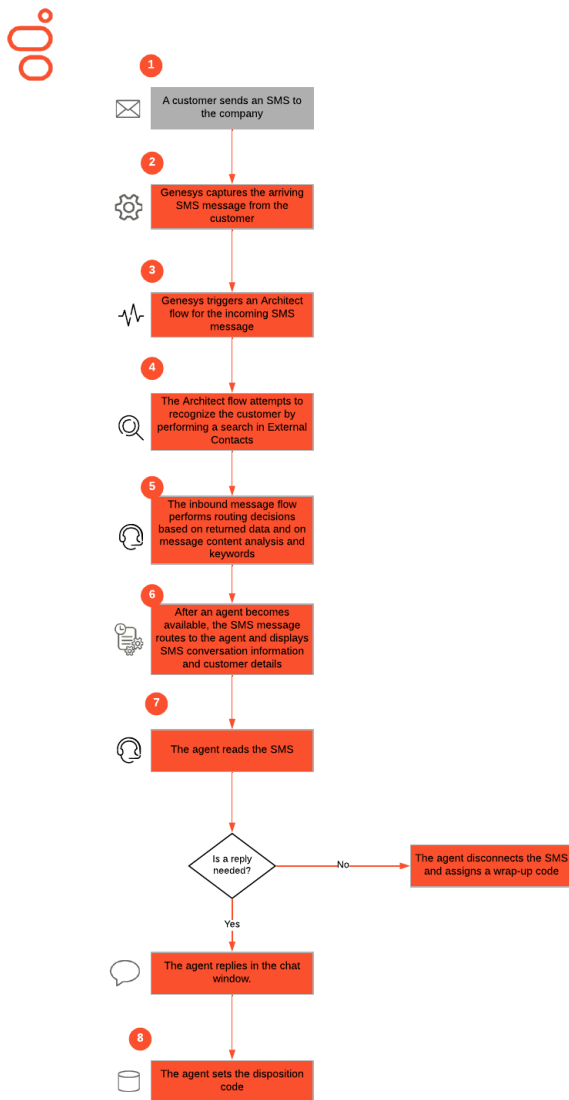 1
A customer sends an SMS to
the company
2
Genesys captures the arriving
SMS message from the
customer
3
Genesys triggers an Architect
flow for the incoming SMS
message
4
The Architect flow attempts to
recognize the customer by
performing a search in External
Contacts
5
The inbound message flow
performs routing decisions
based on returned data and on
message content analysis and
keywords
6
After an agent becomes
available, the SMS message
routes to the agent and displays
SMS conversation information
and customer details
7
The agent reads the SMS
Is a reply
needed?
No
The agent disconnects the SMS
and assigns a wrap-up code
Yes
The agent replies in the chat
window.
8
The agent sets the disposition
code